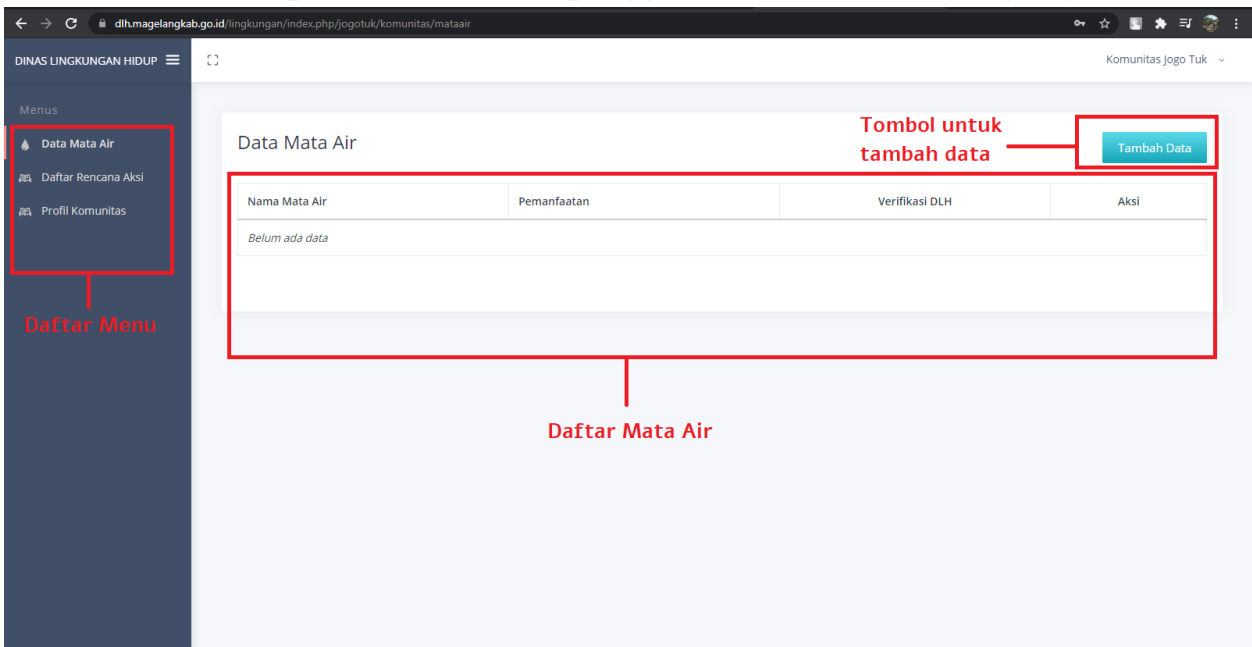 dlh.magelangkab.go.id/lingkungan/index.php/jogotuk/komunitas/mataair
DINAS LINGKUNGAN HIDUP
Komunitas Jogo Tuk
Menus
Data Mata Air
Daftar Rencana Aksi
Profil Komunitas
Daftar Menu
Data Mata Air
Tombol untuk
tambah data
Tambah Data
Nama Mata Air Pemanfaatan Verifikasi DLH Aksi
Belum ada data
Daftar Mata Air